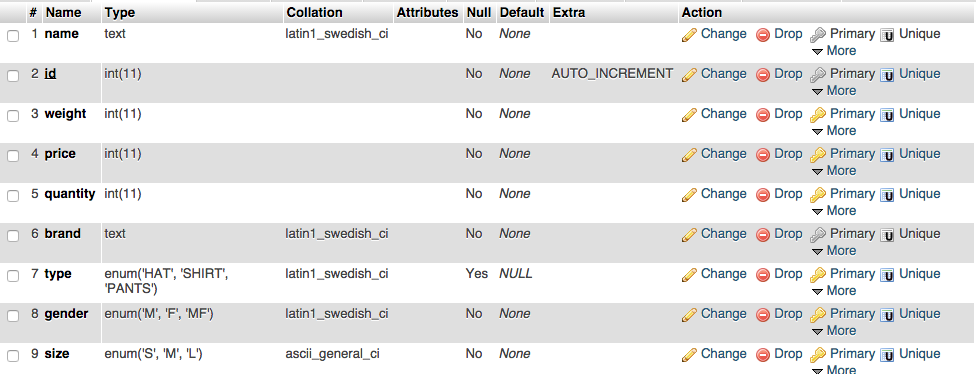 # Name Type Collation Attributes Null Default Extra Action
1 name text latin1_swedish_ci No None Change Drop Primary Unique
More
2 id int(11) No None AUTO_INCREMENT Change Drop Primary Unique
More
3 weight int(11) No None Change Drop Primary Unique
More
4 price int(11) No None Change Drop Primary Unique
More
5 quantity int(11) No None Change Drop Primary Unique
More
6 brand text latin1_swedish_ci No None Change Drop Primary Unique
More
7 type enum('HAT', 'SHIRT', latin1_swedish_ci Yes NULL Change Drop Primary Unique
'PANTS') More
8 gender enum('M', 'F', 'MF') latin1_swedish_ci No None Change Drop Primary Unique
More
9 size enum('S', 'M', 'L') ascii_general_ci No None Change Drop Primary Unique
More